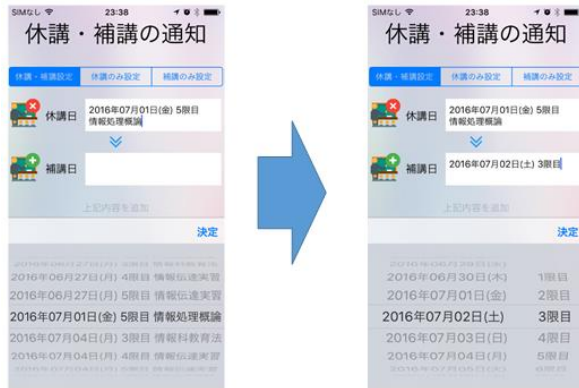 SIMなし 23:38
休講・補講の通知
休講・補講設定 休講のみ設定 補講のみ設定
休講日
2016年07月01日(金) 5限目
情報処理概論
補講日
上記内容を追加
決定
2016年06月27日(月) 4限目 情報伝達実習
2016年06月27日(月) 5限目 情報伝達実習
2016年07月01日(金) 5限目 情報処理概論
2016年07月04日(月) 3限目 情報科教育法
2016年07月04日(月) 4限目 情報伝達実習
SIMなし 23:38
休講・補講の通知
休講・補講設定 休講のみ設定 補講のみ設定
休講日
2016年07月01日(金) 5限目
情報処理概論
補講日
2016年07月02日(土) 3限目
上記内容を追加
決定
2016年06月30日(木) 1限目
2016年07月01日(金) 2限目
2016年07月02日(土) 3限目
2016年07月03日(日) 4限目
2016年07月04日(月) 5限目